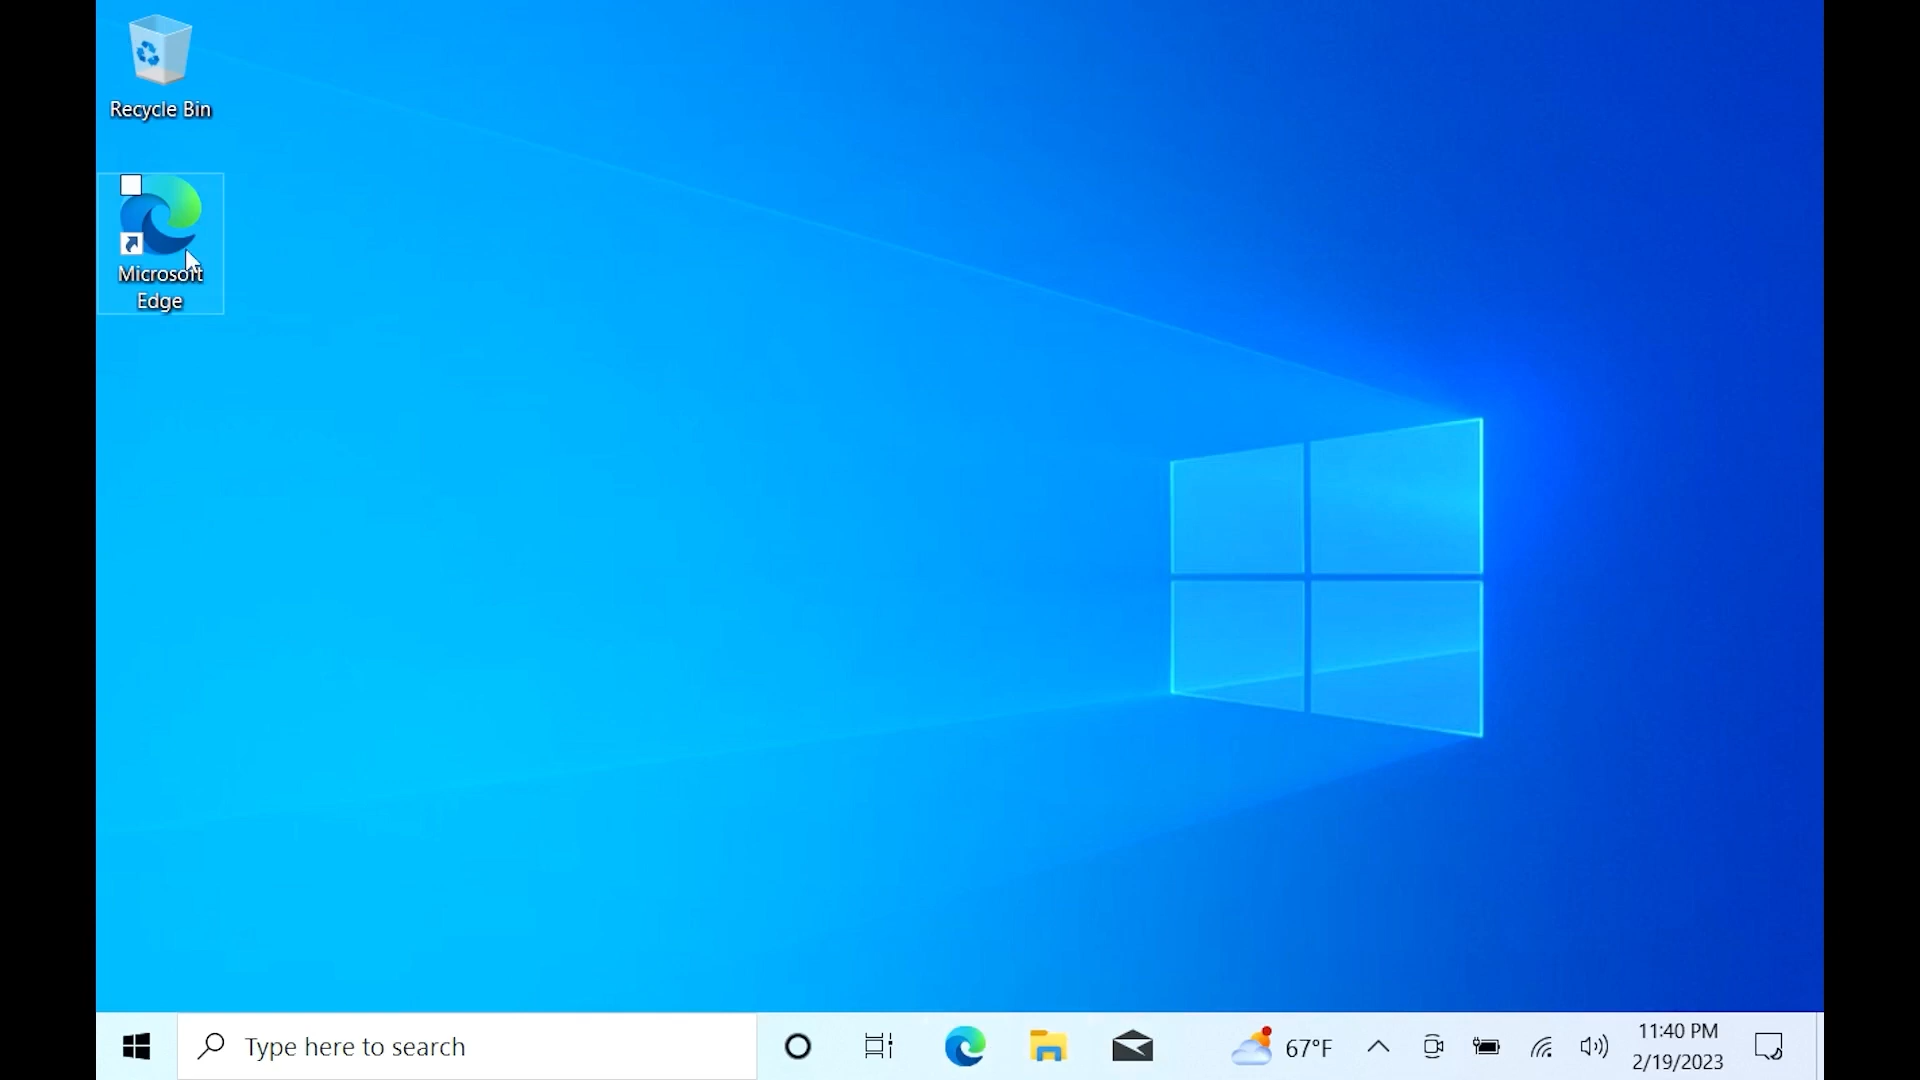 Recycle Bin
Microsoft
Edge
Type here to search
67°F
11:40 PM
2/19/2023